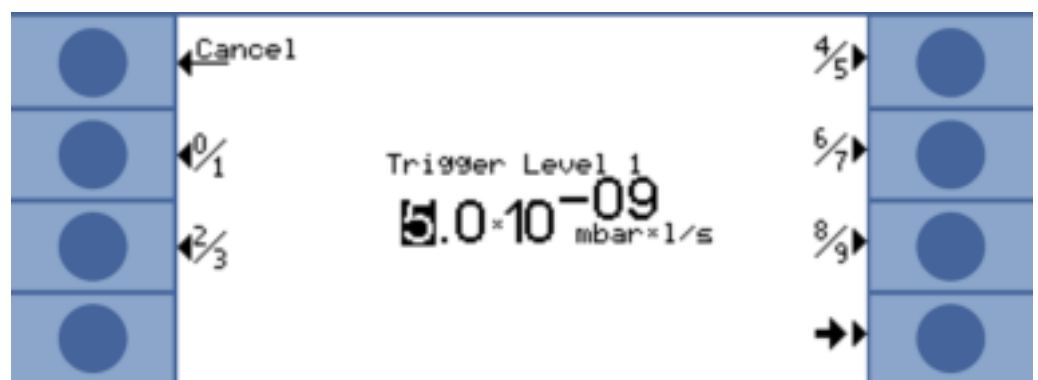 Cancel
4/5
0/1
6/7
Trigger Level 1
5.0×10⁻⁰⁹ mbar×l/s
2/3
8/9